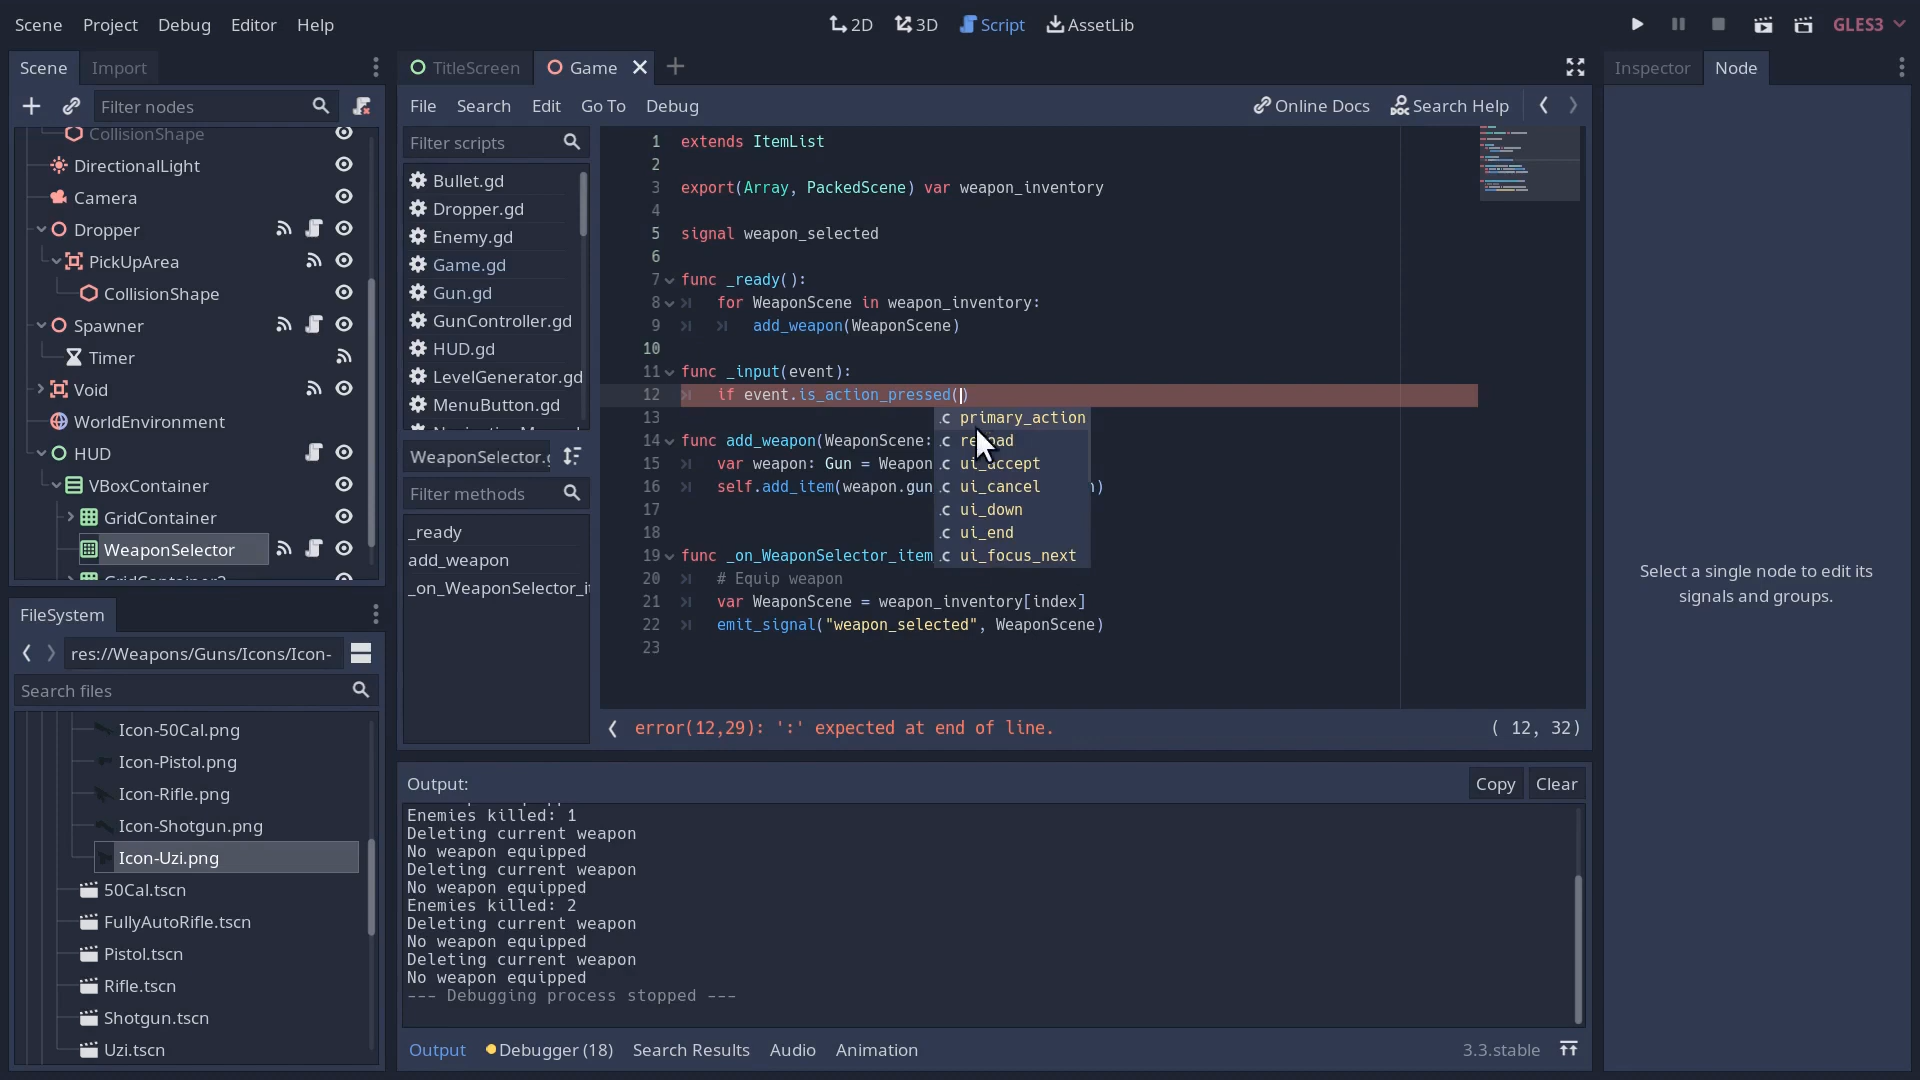 Scene Project Debug Editor Help
2D 3D Script AssetLib
GLES3
Scene Import
Filter nodes
CollisionShape
DirectionalLight
Camera
Dropper
PickUpArea
CollisionShape
Spawner
Timer
Void
WorldEnvironment
HUD
VBoxContainer
GridContainer
WeaponSelector
GridContainer2
FileSystem
res://Weapons/Guns/Icons/Icon-
Search files
Icon-50Cal.png
Icon-Pistol.png
Icon-Rifle.png
Icon-Shotgun.png
Icon-Uzi.png
50Cal.tscn
FullyAutoRifle.tscn
Pistol.tscn
Rifle.tscn
Shotgun.tscn
Uzi.tscn
TitleScreen Game
File Search Edit Go To Debug
Online Docs Search Help
Filter scripts
Bullet.gd
Dropper.gd
Enemy.gd
Game.gd
Gun.gd
GunController.gd
HUD.gd
LevelGenerator.gd
MenuButton.gd
WeaponSelector.g
Filter methods
_ready
add_weapon
_on_WeaponSelector_it
1 extends ItemList
2
3 export(Array, PackedScene) var weapon_inventory
4
5 signal weapon_selected
6
7 func _ready():
8 for WeaponScene in weapon_inventory:
9 add_weapon(WeaponScene)
10
11 func _input(event):
12 if event.is_action_pressed()
13
14 func add_weapon(WeaponScene:
15 var weapon: Gun = Weapon
16 self.add_item(weapon.gun n)
17
18
19 func _on_WeaponSelector_item
20 # Equip weapon
21 var WeaponScene = weapon_inventory[index]
22 emit_signal("weapon_selected", WeaponScene)
23
primary_action
reload
ui_accept
ui_cancel
ui_down
ui_end
ui_focus_next
error(12,29): ':' expected at end of line.
( 12, 32)
Output:
Copy Clear
Enemies killed: 1
Deleting current weapon
No weapon equipped
Deleting current weapon
No weapon equipped
Enemies killed: 2
Deleting current weapon
No weapon equipped
Deleting current weapon
No weapon equipped
--- Debugging process stopped ---
Output Debugger (18) Search Results Audio Animation
3.3.stable
Inspector Node
Select a single node to edit its
signals and groups.